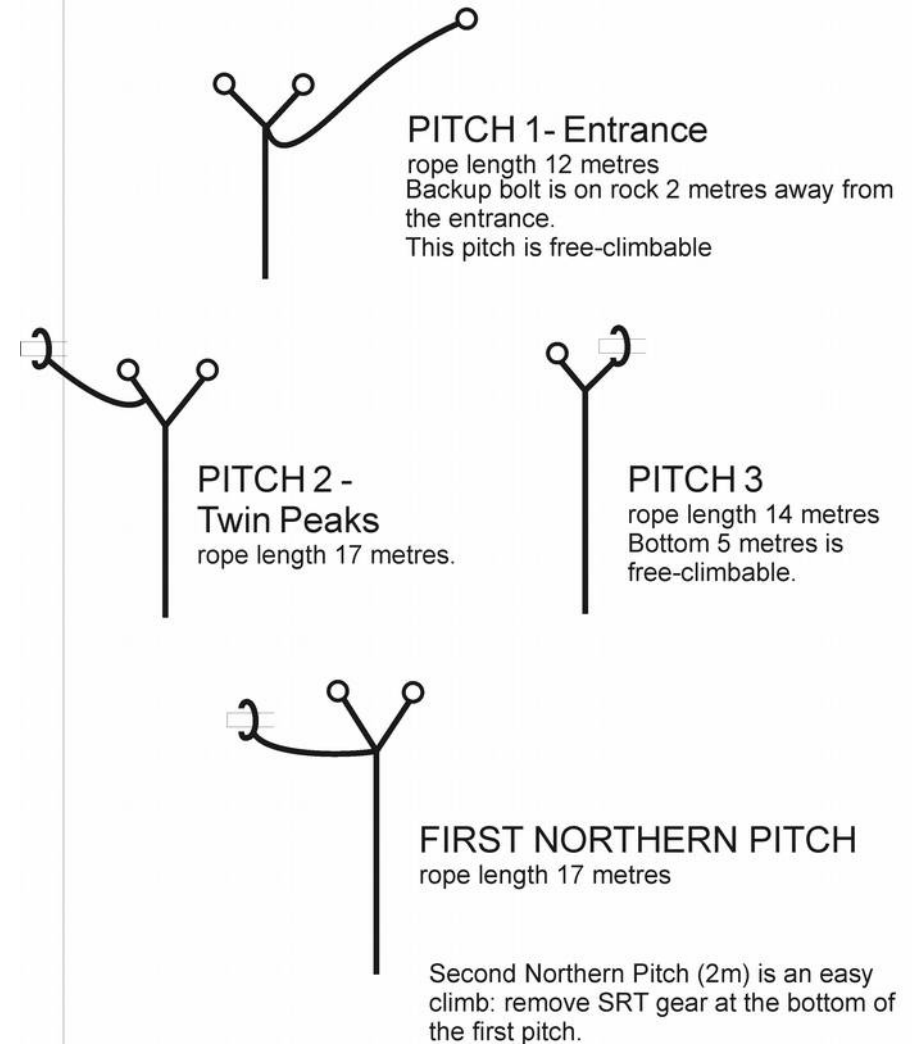 PITCH 1- Entrance
rope length 12 metres
Backup bolt is on rock 2 metres away from
the entrance.
This pitch is free-climbable
PITCH 2 -
Twin Peaks
rope length 17 metres.
PITCH 3
rope length 14 metres
Bottom 5 metres is
free-climbable.
FIRST NORTHERN PITCH
rope length 17 metres
Second Northern Pitch (2m) is an easy
climb: remove SRT gear at the bottom of
the first pitch.